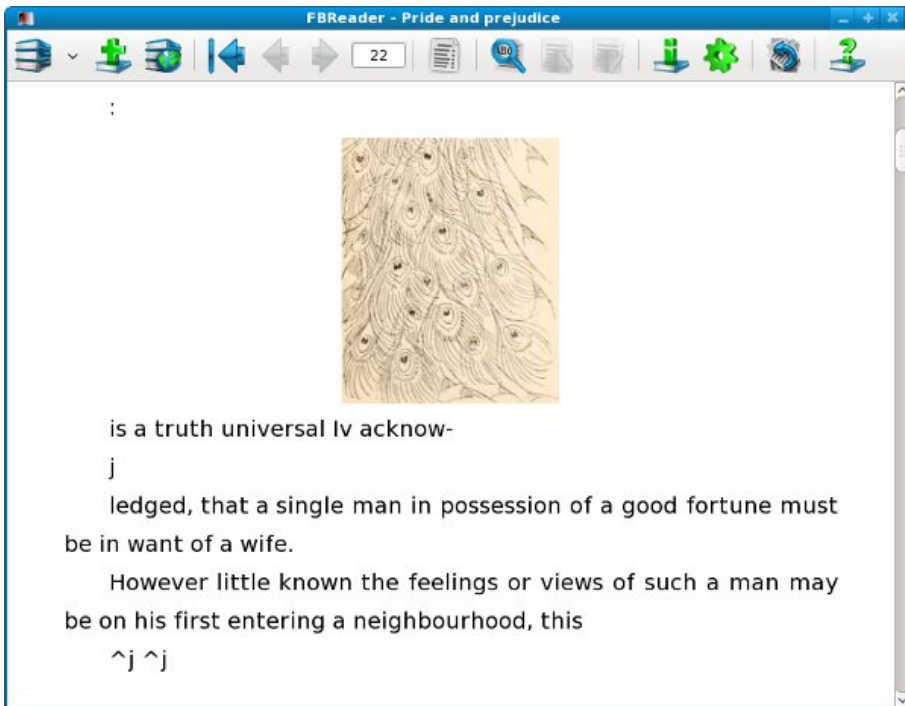 FBReader - Pride and prejudice
22
ABQ
:
is a truth universal Iv acknow-
j
ledged, that a single man in possession of a good fortune must
be in want of a wife.
However little known the feelings or views of such a man may
be on his first entering a neighbourhood, this
^j ^j